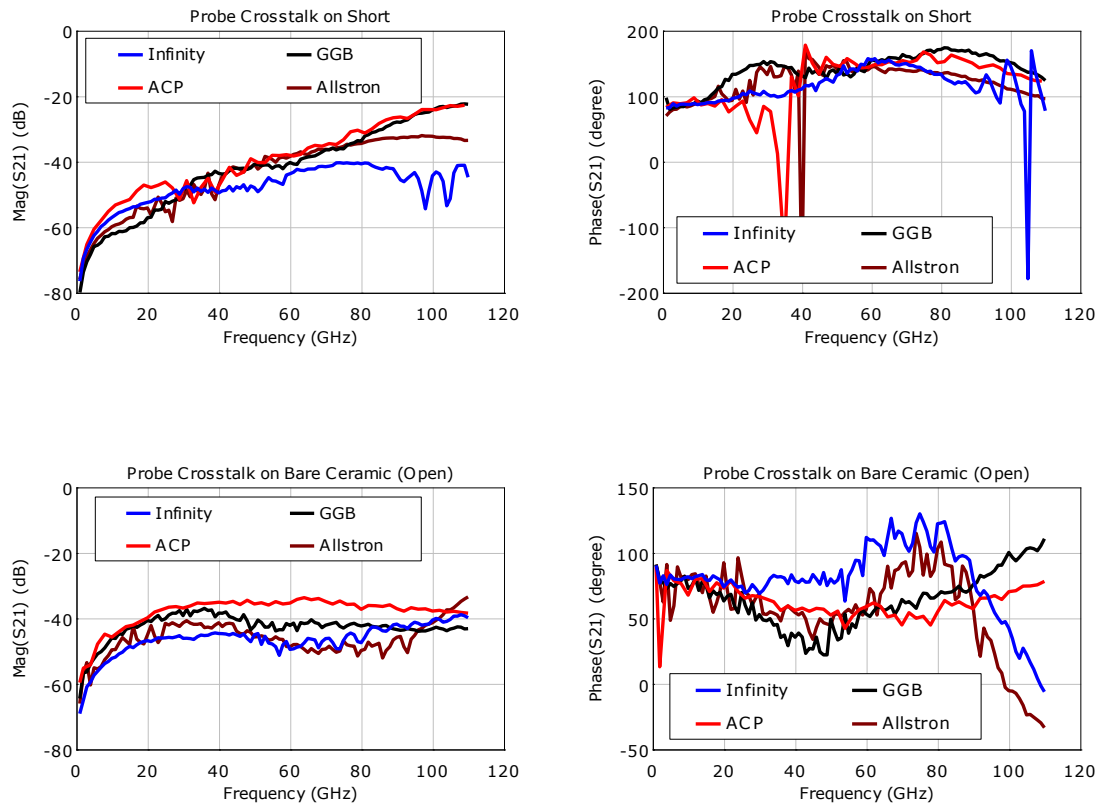 Probe Crosstalk on Short
0
-20
-40
-60
-80
Mag(S21) (dB)
Infinity
GGB
ACP
Allstron
0 20 40 60 80 100 120
Frequency (GHz)
Probe Crosstalk on Short
200
100
0
-100
-200
Phase(S21) (degree)
Infinity
GGB
ACP
Allstron
0 20 40 60 80 100 120
Frequency (GHz)
Probe Crosstalk on Bare Ceramic (Open)
0
-20
-40
-60
-80
Mag(S21) (dB)
Infinity
GGB
ACP
Allstron
0 20 40 60 80 100 120
Frequency (GHz)
Probe Crosstalk on Bare Ceramic (Open)
150
100
50
0
-50
Phase(S21) (degree)
Infinity
GGB
ACP
Allstron
0 20 40 60 80 100 120
Frequency (GHz)